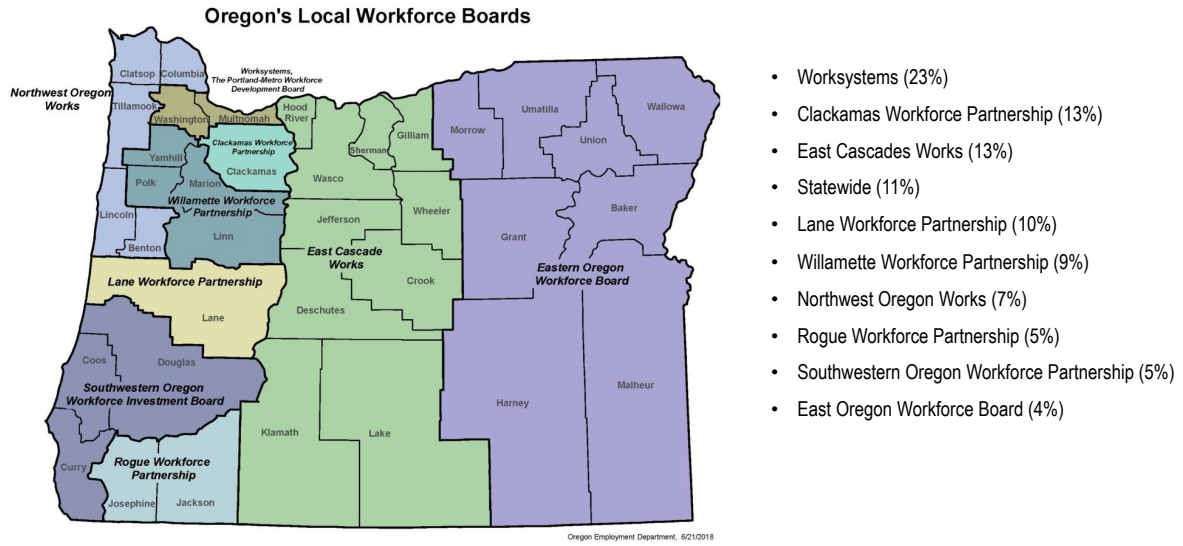 Oregon's Local Workforce Boards
Clatsop
Columbia
Worksystems,
The Portland-Metro Workforce
Development Board
Northwest Oregon
Works
Tillamook
Washington
Multnomah
Hood
River
Sherman
Gilliam
Morrow
Umatilla
Union
Wallowa
Clackamas Workforce
Partnership
Clackamas
Yamhill
Polk
Marion
Willamette Workforce
Partnership
Wasco
Wheeler
Baker
Lincoln
Benton
Linn
Jefferson
Grant
East Cascade
Works
Crook
Eastern Oregon
Workforce Board
Lane Workforce Partnership
Lane
Deschutes
Coos
Douglas
Southwestern Oregon
Workforce Investment Board
Malheur
Harney
Klamath
Lake
Curry
Rogue Workforce
Partnership
Josephine
Jackson
Oregon Employment Department, 6/21/2018
• Worksystems (23%)
• Clackamas Workforce Partnership (13%)
• East Cascades Works (13%)
• Statewide (11%)
• Lane Workforce Partnership (10%)
• Willamette Workforce Partnership (9%)
• Northwest Oregon Works (7%)
• Rogue Workforce Partnership (5%)
• Southwestern Oregon Workforce Partnership (5%)
• East Oregon Workforce Board (4%)